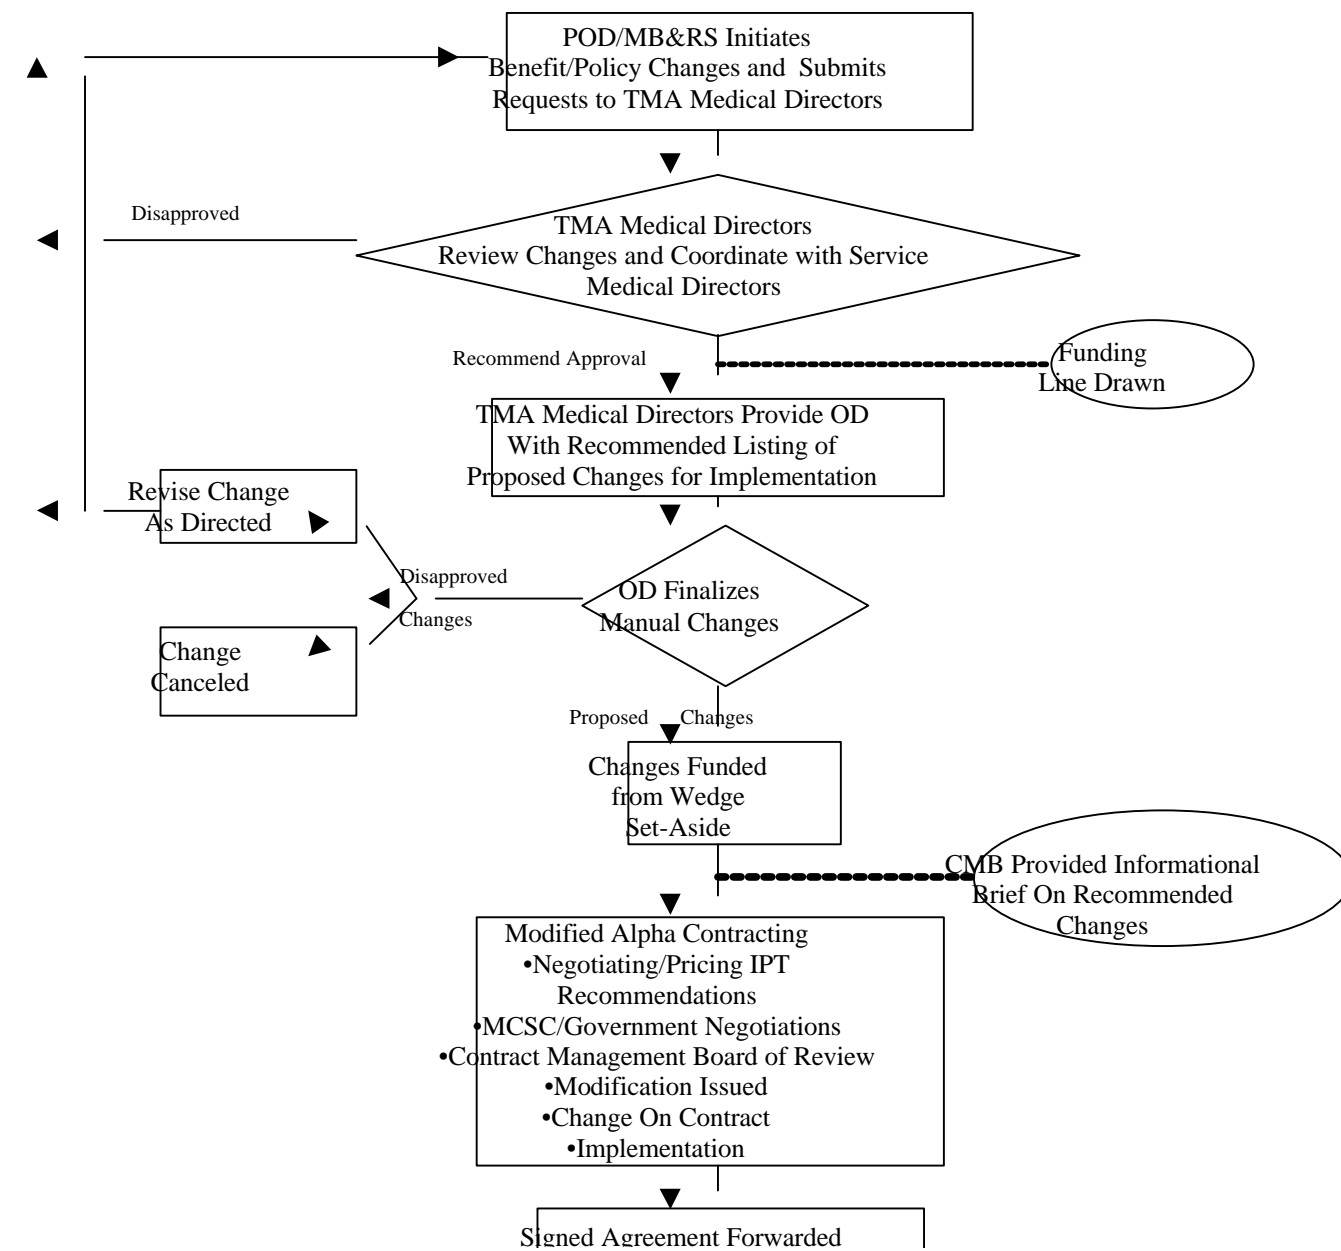 POD/MB&RS Initiates
Benefit/Policy Changes and Submits
Requests to TMA Medical Directors
Disapproved
TMA Medical Directors
Review Changes and Coordinate with Service
Medical Directors
Recommend Approval
Funding
Line Drawn
TMA Medical Directors Provide OD
With Recommended Listing of
Proposed Changes for Implementation
Revise Change
As Directed
Disapproved
Changes
OD Finalizes
Manual Changes
Change
Canceled
Proposed Changes
Changes Funded
from Wedge
Set-Aside
CMB Provided Informational
Brief On Recommended
Changes
Modified Alpha Contracting
•Negotiating/Pricing IPT
Recommendations
•MCSC/Government Negotiations
•Contract Management Board of Review
•Modification Issued
•Change On Contract
•Implementation
Signed Agreement Forwarded